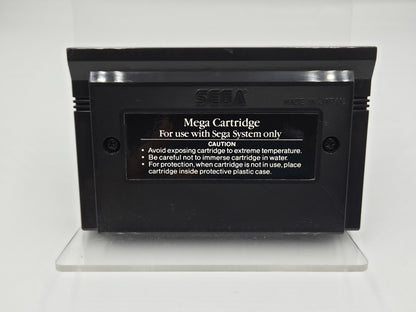 SEGA
MADE IN JAPAN
Mega Cartridge
For use with Sega System only
CAUTION
• Avoid exposing cartridge to extreme temperature.
• Be careful not to immerse cartridge in water.
• For protection, when cartridge is not in use, place
cartridge inside protective plastic case.